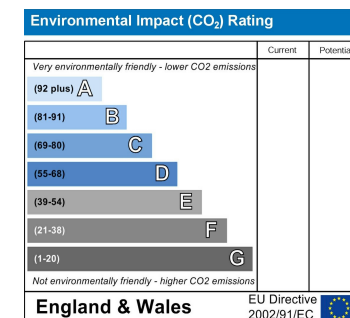 Environmental Impact (CO₂) Rating
Current Potentia
Very environmentally friendly - lower CO2 emissions
(92 plus) A
(81-91) B
(69-80) C
(55-68) D
(39-54) E
(21-38) F
(1-20) G
Not environmentally friendly - higher CO2 emissions
England & Wales
EU Directive
2002/91/EC